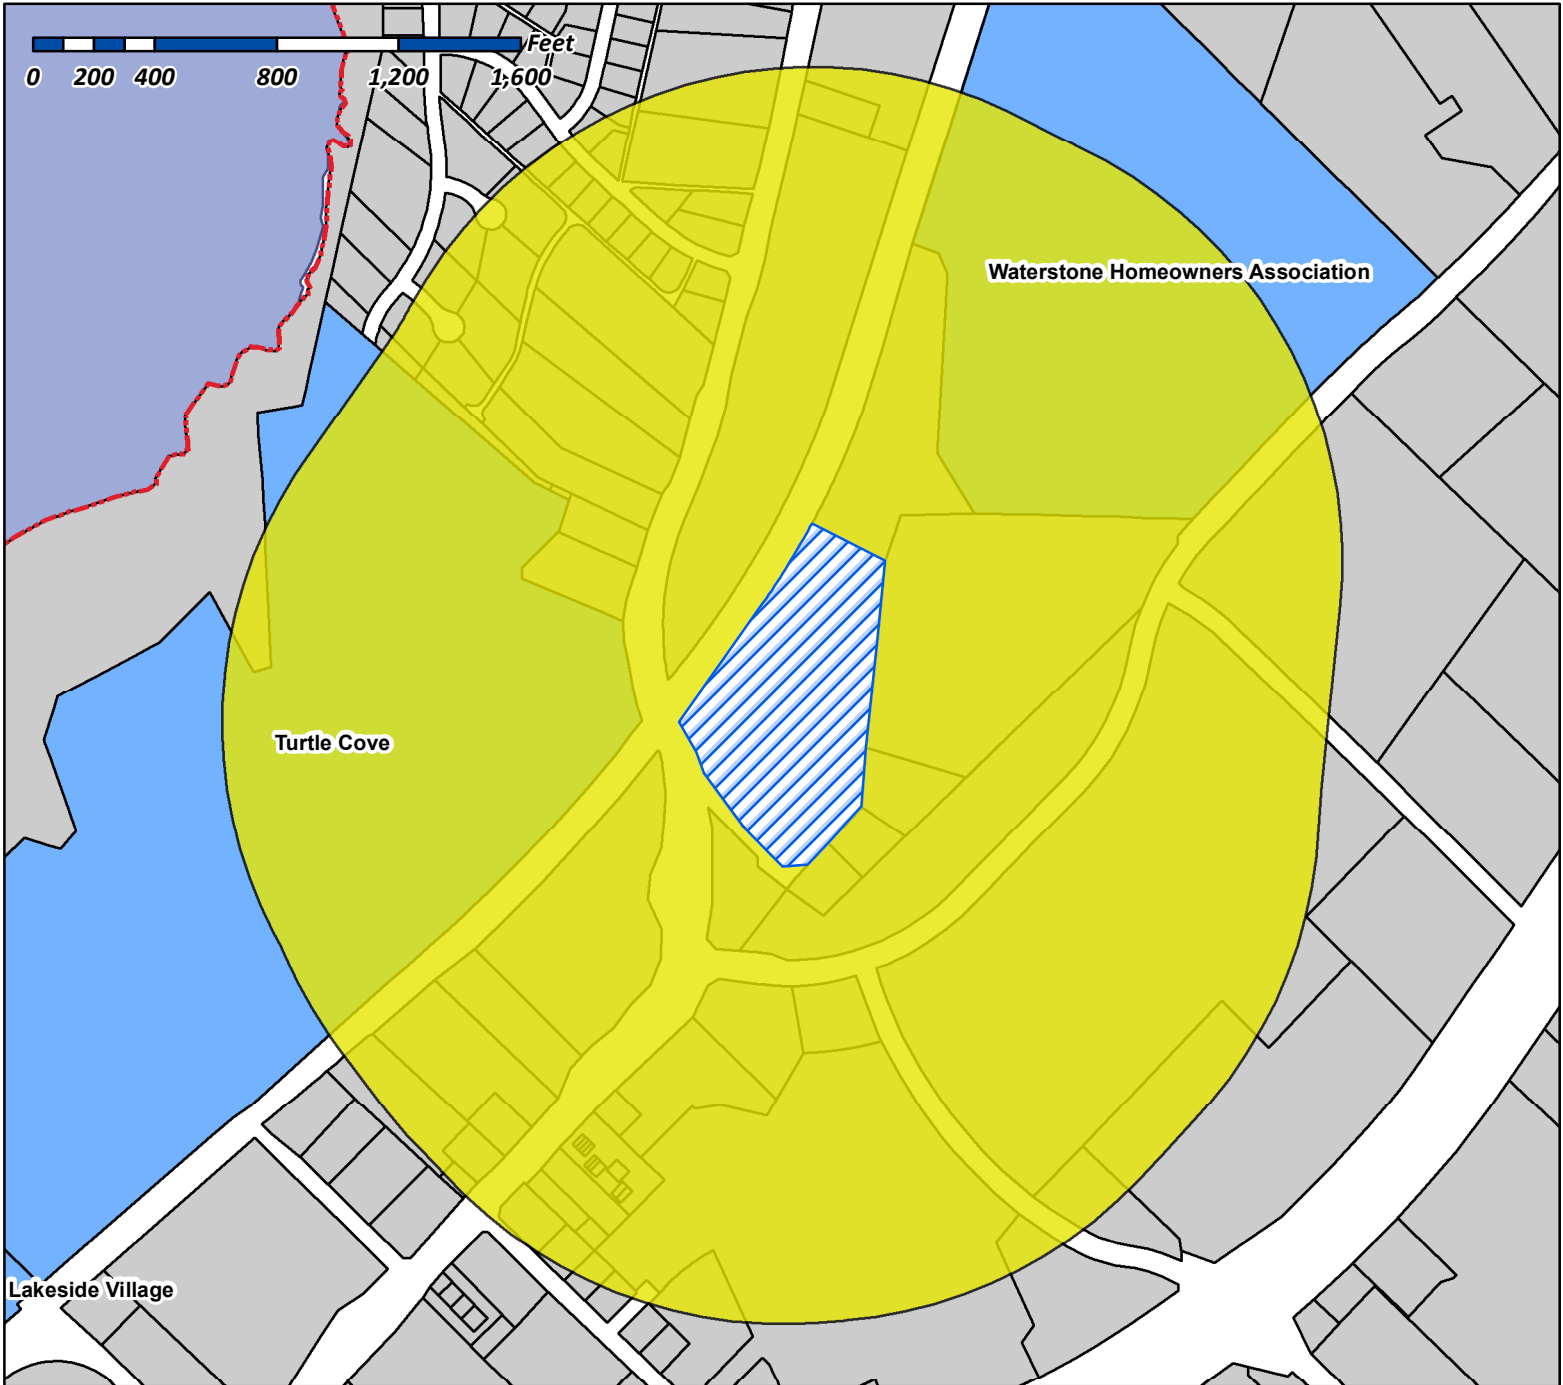 Feet
0 200 400 800 1,200 1,600
Waterstone Homeowners Association
Turtle Cove
Lakeside Village